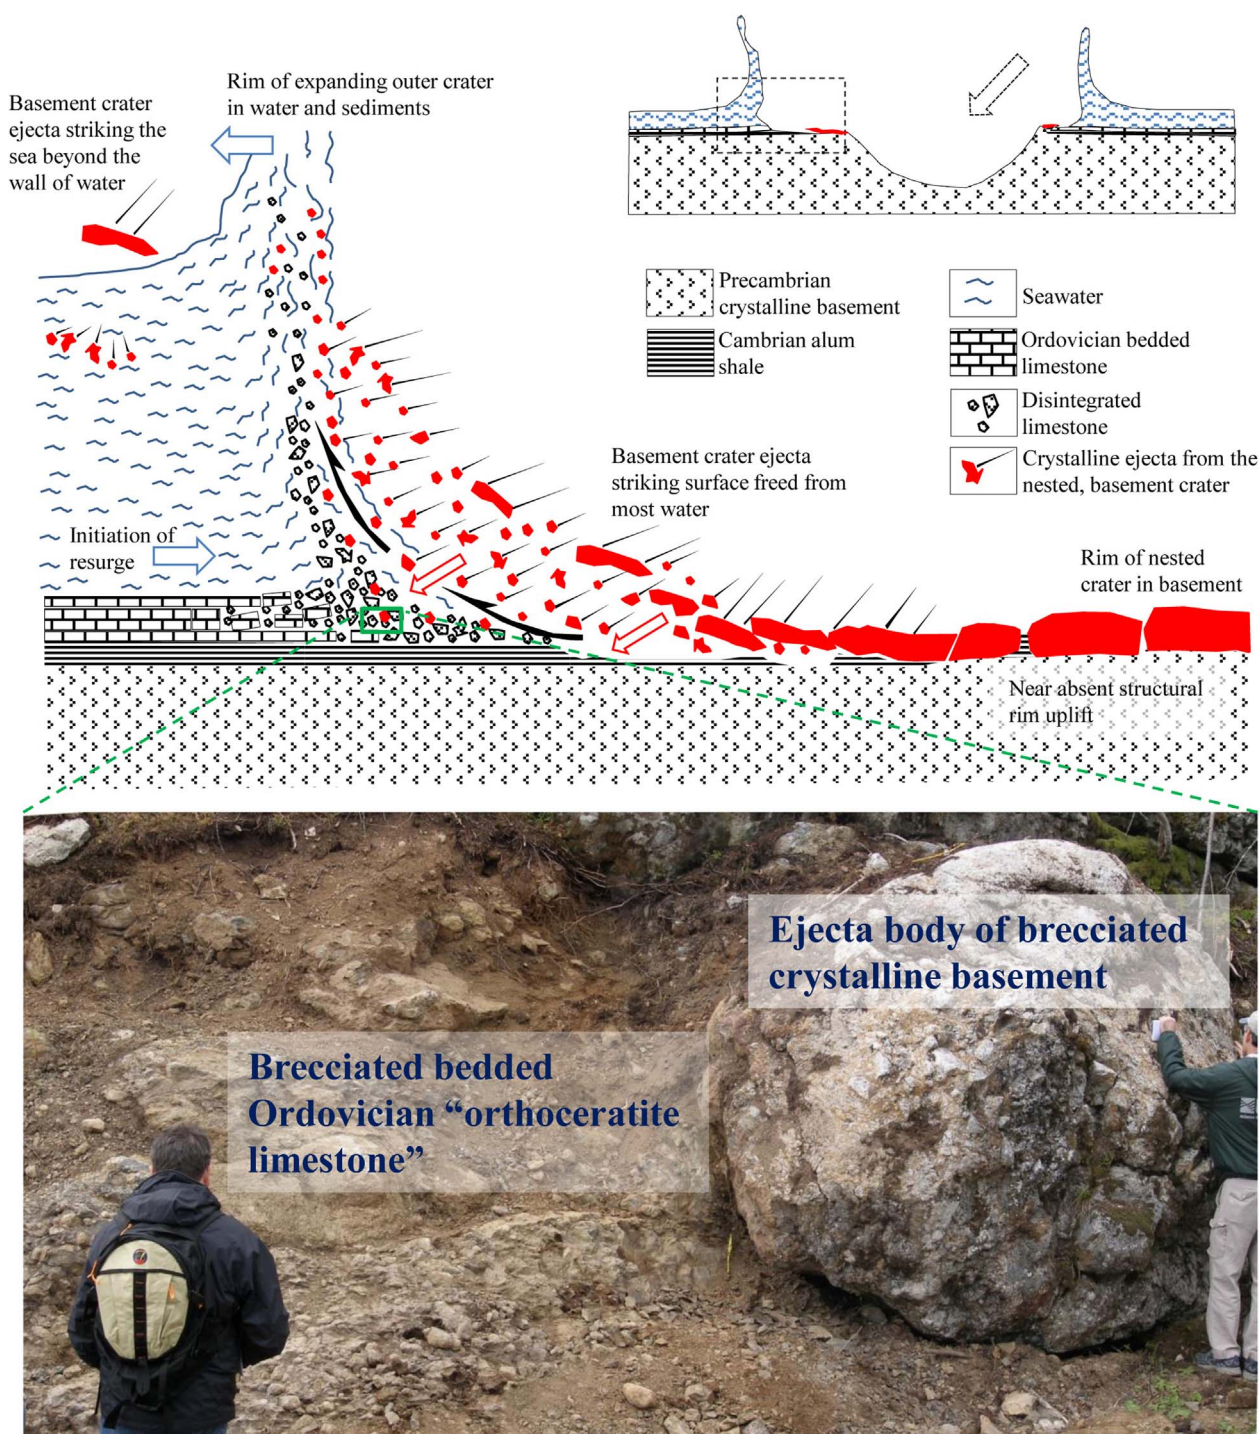 Rim of expanding outer crater
in water and sediments
Basement crater
ejecta striking the
sea beyond the
wall of water
Precambrian
crystalline basement
Cambrian alum
shale
Seawater
Ordovician bedded
limestone
Disintegrated
limestone
Crystalline ejecta from the
nested, basement crater
Basement crater ejecta
striking surface freed from
most water
Initiation of
resurge
Rim of nested
crater in basement
Near absent structural
rim uplift
Ejecta body of brecciated
crystalline basement
Brecciated bedded
Ordovician “orthoceratite
limestone”